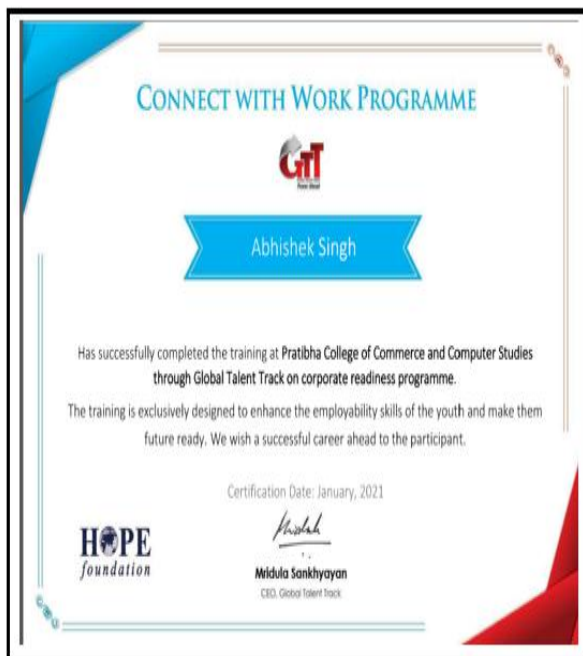 CONNECT WITH WORK PROGRAMME
GTT
Abhishek Singh
Has successfully completed the training at Pratibha College of Commerce and Computer Studies
through Global Talent Track on corporate readiness programme.
The training is exclusively designed to enhance the employability skills of the youth and make them
future ready. We wish a successful career ahead to the participant.
Certification Date: January, 2021
HOPE
foundation
Mridula Sankhyayan
CEO, Global Talent Track